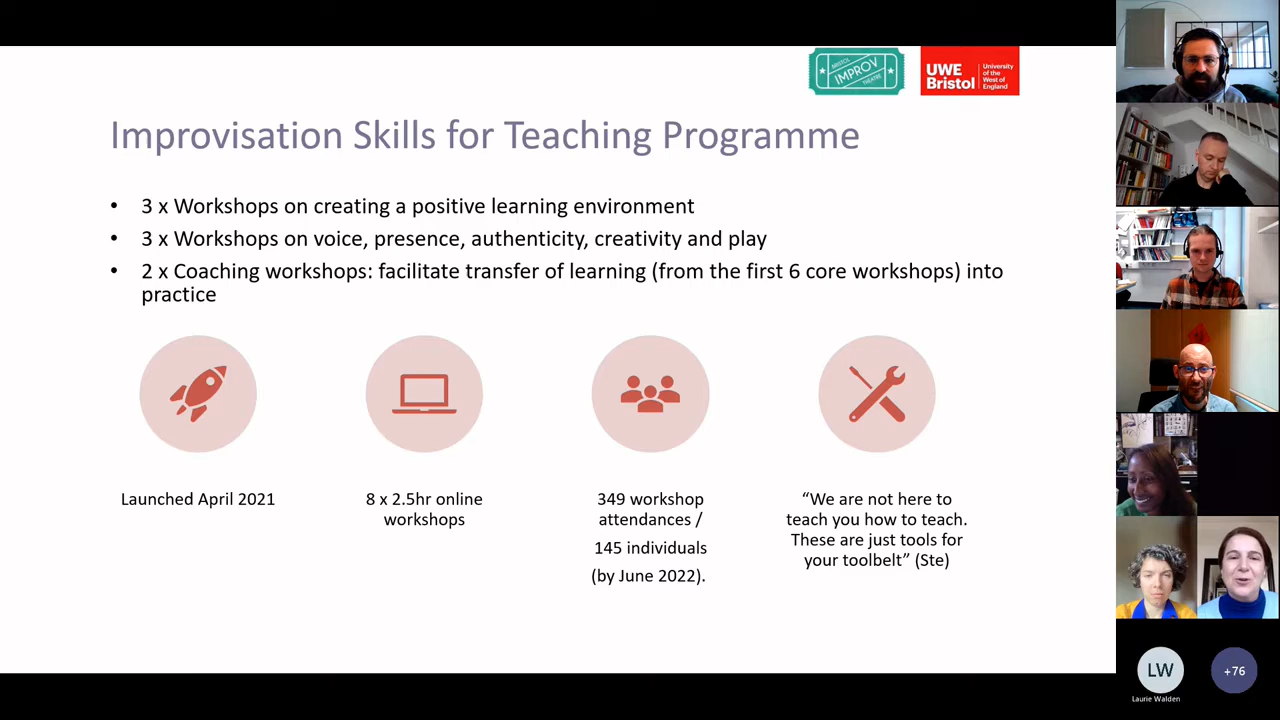 BRISTOL
IMPROV
THEATRE
UWE
Bristol
University
of the
West of
England
Improvisation Skills for Teaching Programme
• 3 x Workshops on creating a positive learning environment
• 3 x Workshops on voice, presence, authenticity, creativity and play
• 2 x Coaching workshops: facilitate transfer of learning (from the first 6 core workshops) into
practice
Launched April 2021
8 x 2.5hr online
workshops
349 workshop
attendances /
145 individuals
(by June 2022).
“We are not here to
teach you how to teach.
These are just tools for
your toolbelt” (Ste)
LW
Laurie Walden
+76